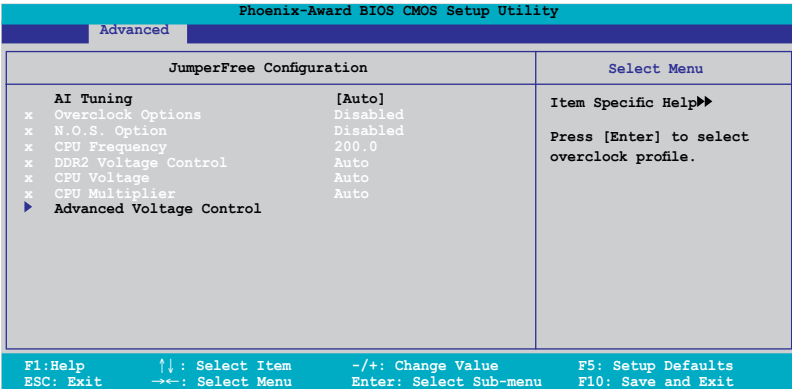 Phoenix-Award BIOS CMOS Setup Utility
Advanced
JumperFree Configuration
Select Menu
AI Tuning [Auto]
x Overclock Options Disabled
x N.O.S. Option Disabled
x CPU Frequency 200.0
x DDR2 Voltage Control Auto
x CPU Voltage Auto
x CPU Multiplier Auto
Advanced Voltage Control
Item Specific Help
Press [Enter] to select
overclock profile.
F1:Help ↑↓: Select Item -/+: Change Value F5: Setup Defaults
ESC: Exit →←: Select Menu Enter: Select Sub-menu F10: Save and Exit